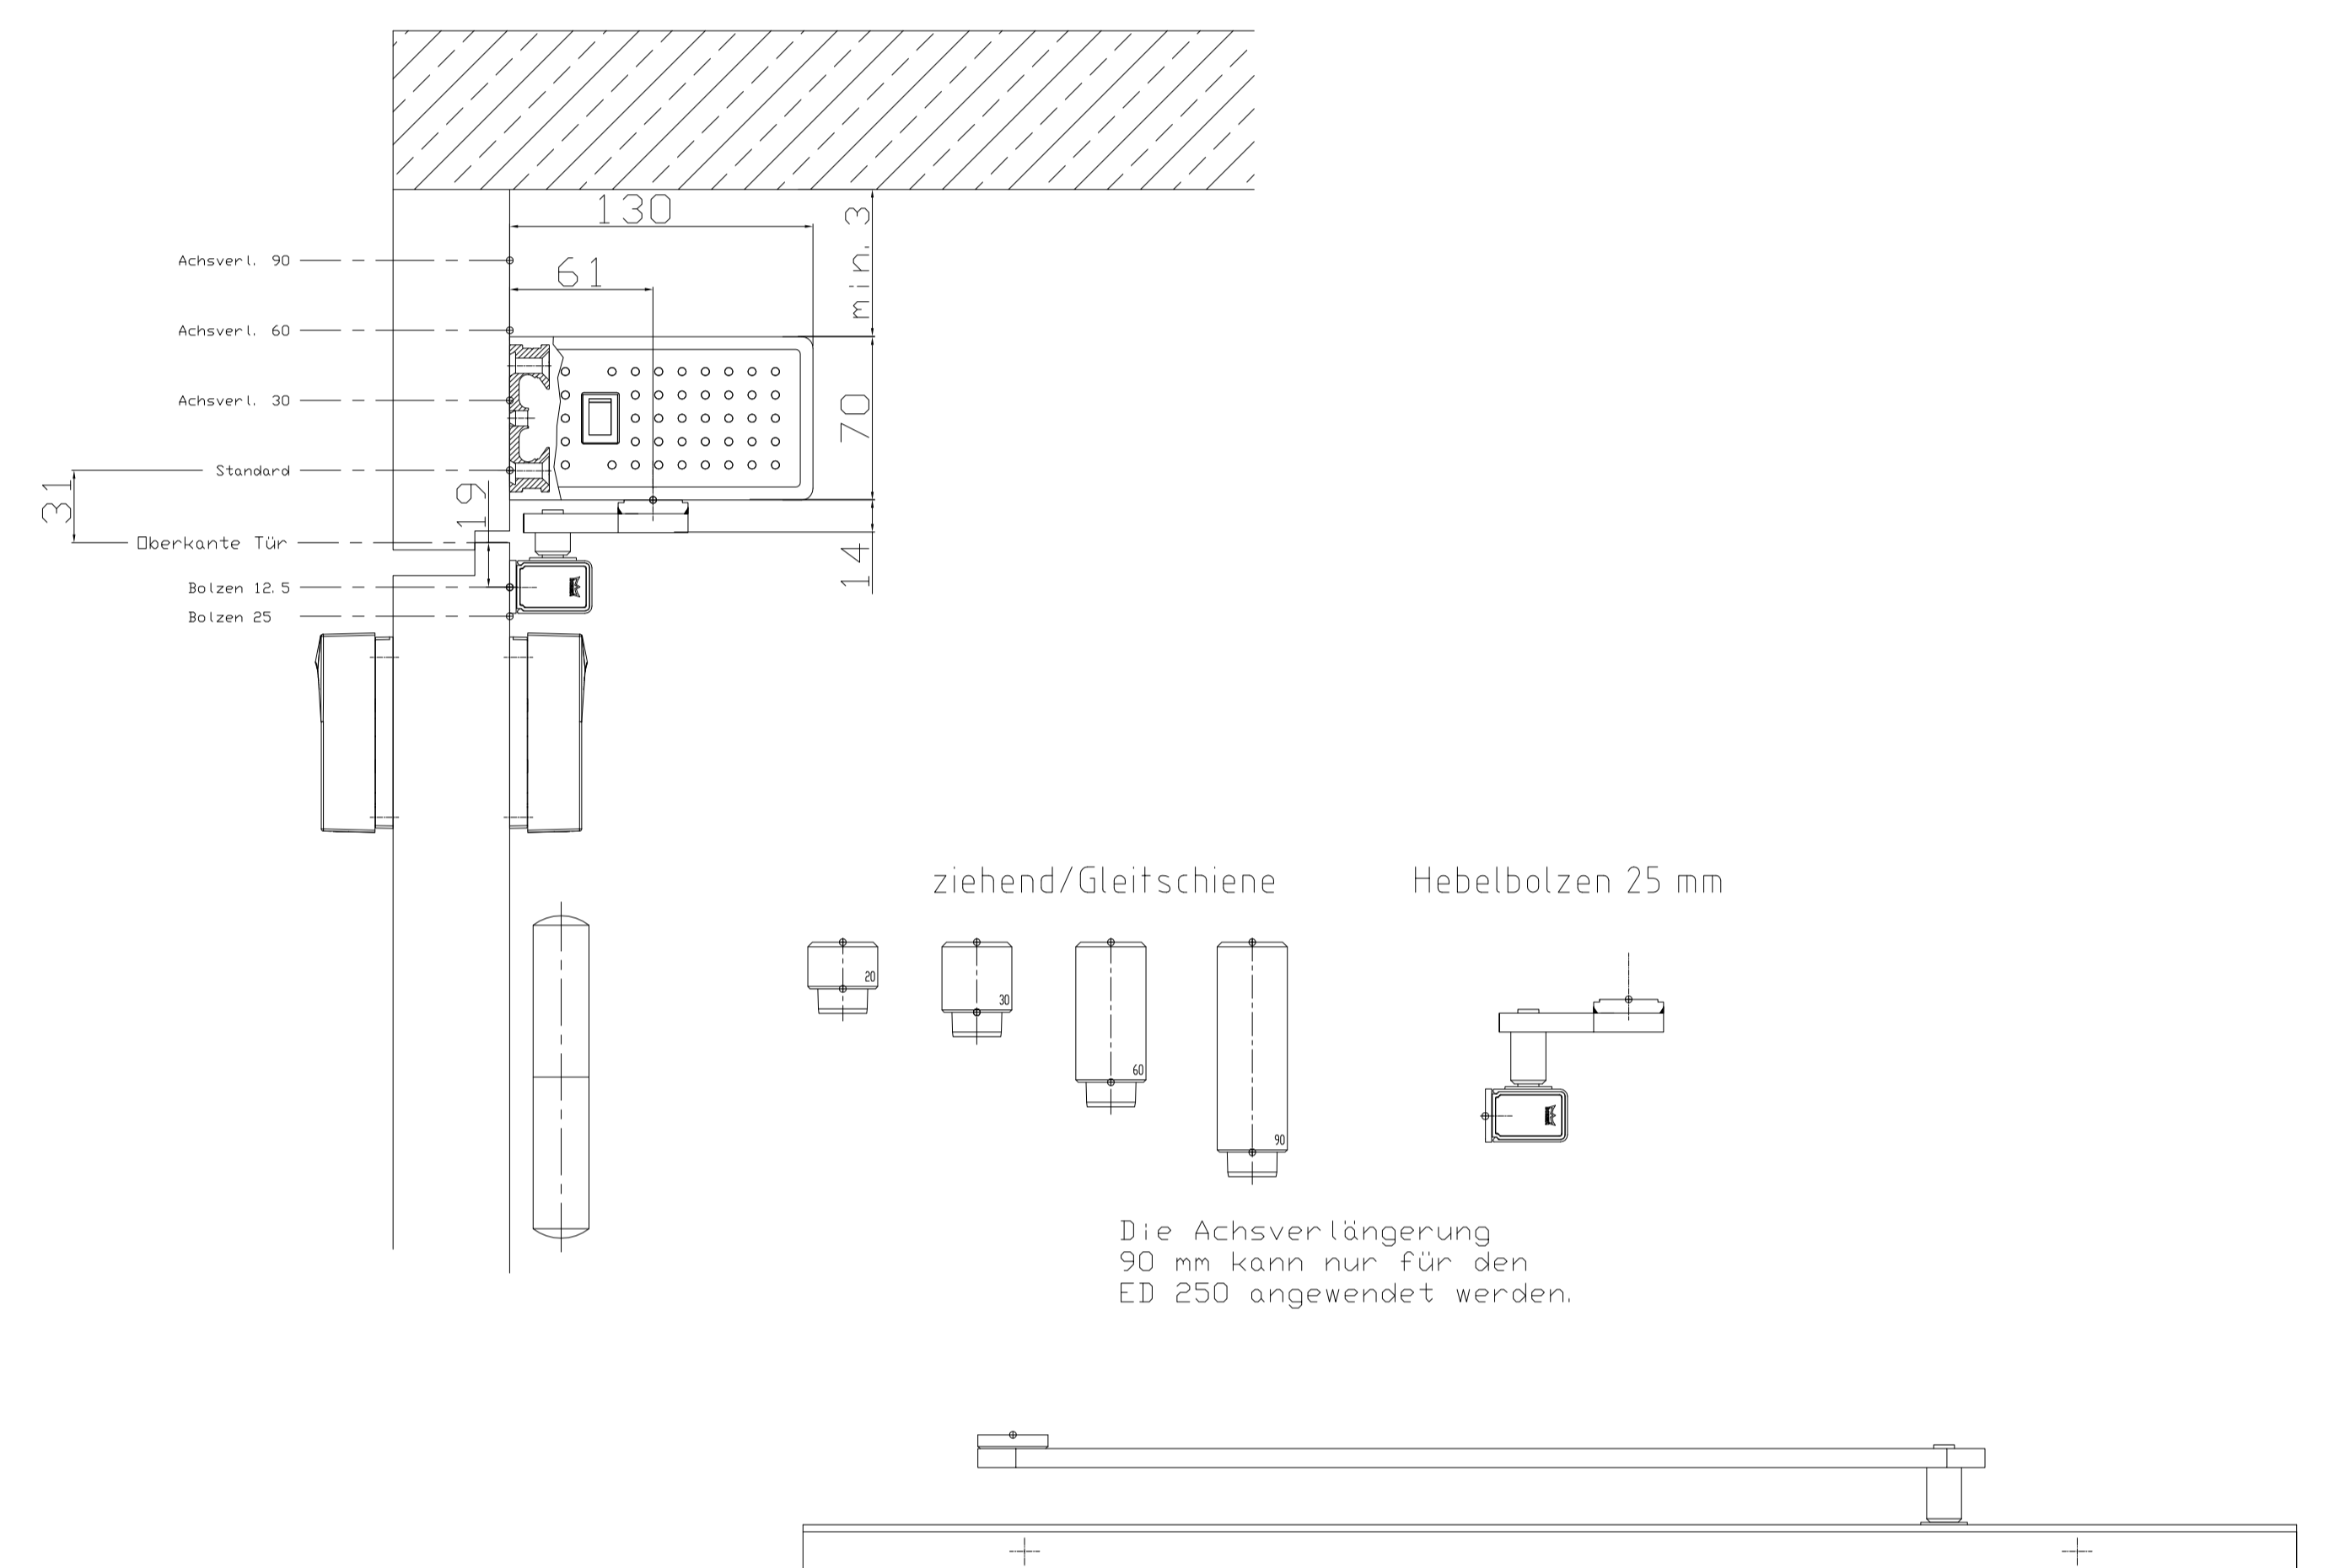 130
min. 3
Achsverl. 90
61
Achsverl. 60
Achsverl. 30
70
Standard
31
19
Oberkante Tür
14
Bolzen 12.5
Bolzen 25
ziehend/Gleitschiene
Hebelbolzen 25 mm
20
30
60
90
Die Achsverlängerung
90 mm kann nur für den
ED 250 angewendet werden.